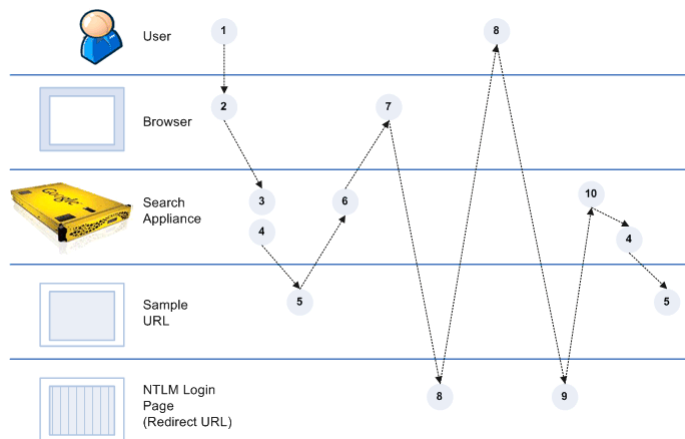 User
1
8
Browser
2
7
Google
Search
Appliance
3
6
10
4
4
Sample
URL
5
5
NTLM Login
Page
(Redirect URL)
8
9